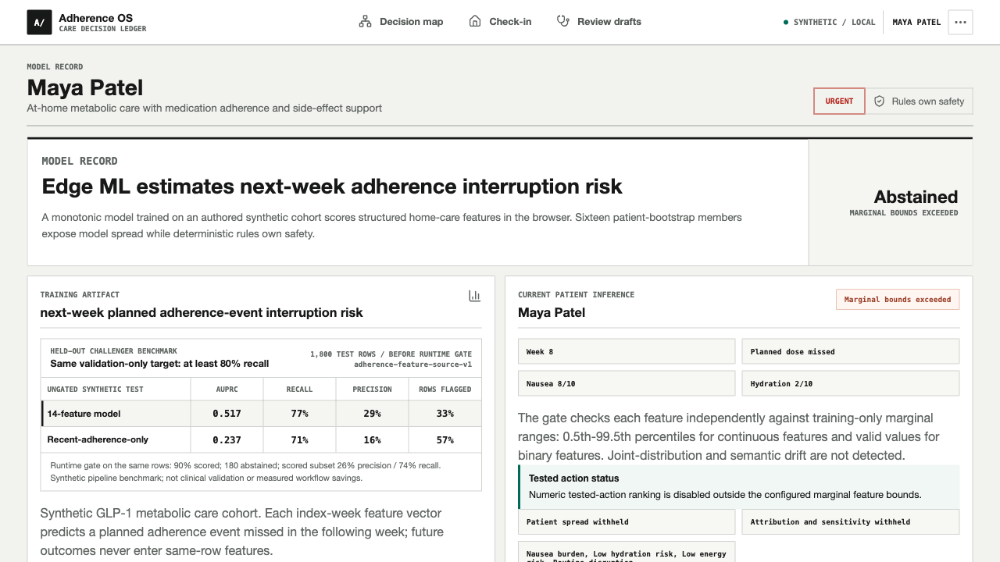 A/
Adherence OS
CARE DECISION LEDGER
Decision map
Check-in
Review drafts
SYNTHETIC / LOCAL
MAYA PATEL
MODEL RECORD
Maya Patel
At-home metabolic care with medication adherence and side-effect support
URGENT
Rules own safety
MODEL RECORD
Edge ML estimates next-week adherence interruption risk
A monotonic model trained on an authored synthetic cohort scores structured home-care features in the browser. Sixteen patient-bootstrap members
expose model spread while deterministic rules own safety.
Abstained
MARGINAL BOUNDS EXCEEDED
TRAINING ARTIFACT
next-week planned adherence-event interruption risk
HELD-OUT CHALLENGER BENCHMARK
Same validation-only target: at least 80% recall
1,800 TEST ROWS / BEFORE RUNTIME GATE
adherence-feature-source-v1
UNGATED SYNTHETIC TEST AUPRC RECALL PRECISION ROWS FLAGGED
14-feature model 0.517 77% 29% 33%
Recent-adherence-only 0.237 71% 16% 57%
Runtime gate on the same rows: 90% scored; 180 abstained; scored subset 26% precision / 74% recall.
Synthetic pipeline benchmark; not clinical validation or measured workflow savings.
Synthetic GLP-1 metabolic care cohort. Each index-week feature vector
predicts a planned adherence event missed in the following week; future
outcomes never enter same-row features.
CURRENT PATIENT INFERENCE
Maya Patel
Marginal bounds exceeded
Week 8
Planned dose missed
Nausea 8/10
Hydration 2/10
The gate checks each feature independently against training-only marginal
ranges: 0.5th-99.5th percentiles for continuous features and valid values for
binary features. Joint-distribution and semantic drift are not detected.
Tested action status
Numeric tested-action ranking is disabled outside the configured marginal feature bounds.
Patient spread withheld
Attribution and sensitivity withheld
Nausea burden, Low hydration risk, Low energy
risk, Routine disruption